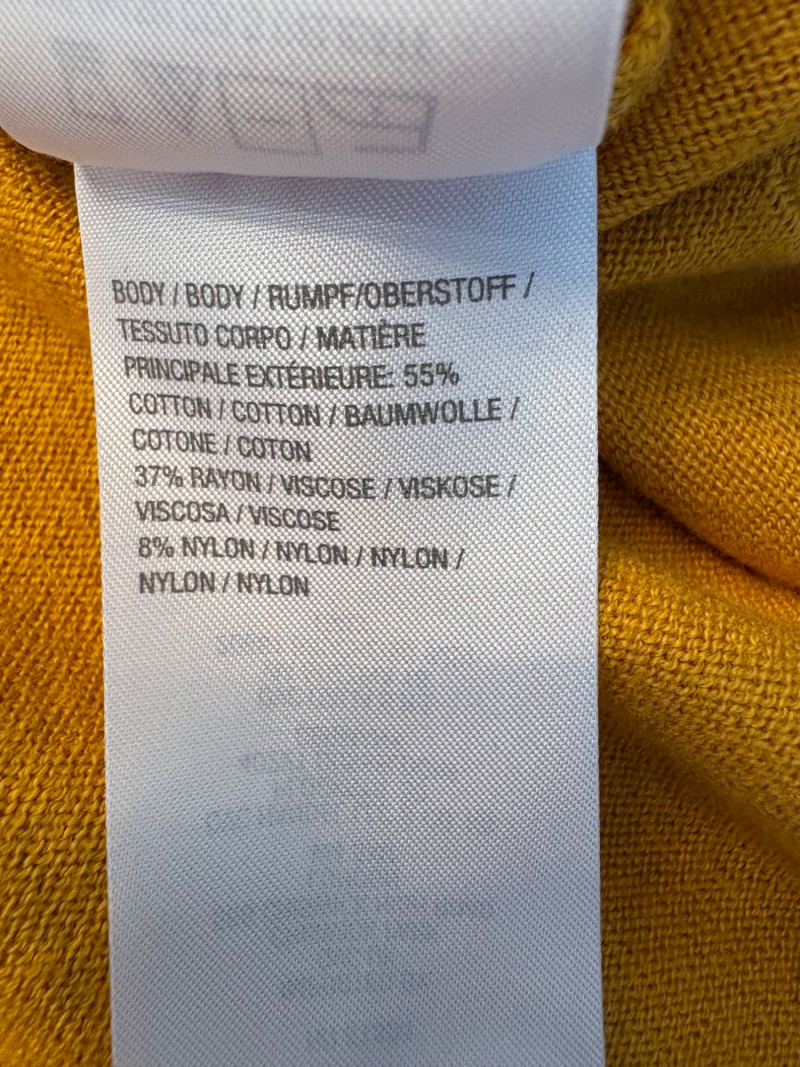 BODY / BODY / RUMPF/OBERSTOFF /
TESSUTO CORPO / MATIÈRE
PRINCIPALE EXTÉRIEURE: 55%
COTTON / COTTON / BAUMWOLLE /
COTONE / COTON
37% RAYON / VISCOSE / VISKOSE /
VISCOSA / VISCOSE
8% NYLON / NYLON / NYLON /
NYLON / NYLON